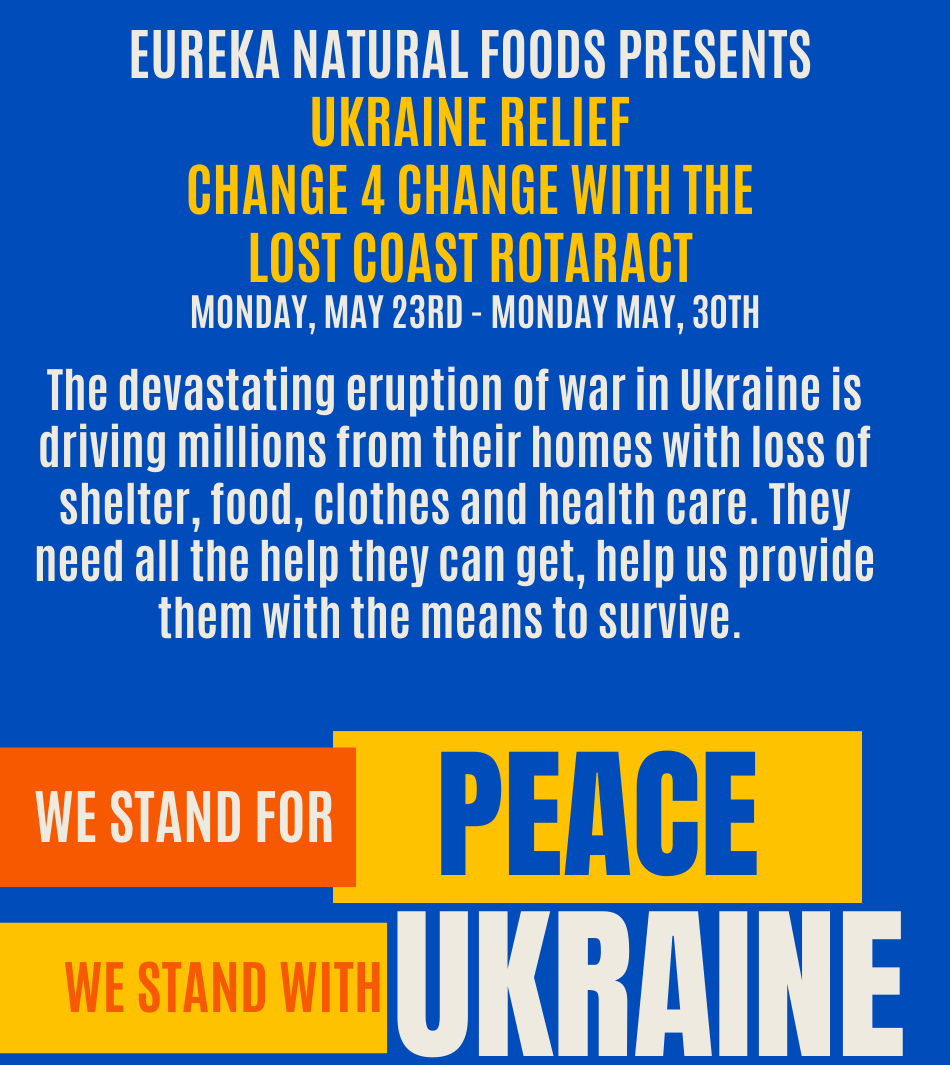 EUREKA NATURAL FOODS PRESENTS
UKRAINE RELIEF
CHANGE 4 CHANGE WITH THE
LOST COAST ROTARACT
MONDAY, MAY 23RD - MONDAY MAY, 30TH
The devastating eruption of war in Ukraine is
driving millions from their homes with loss of
shelter, food, clothes and health care. They
need all the help they can get, help us provide
them with the means to survive.
WE STAND FOR PEACE
WE STAND WITH UKRAINE